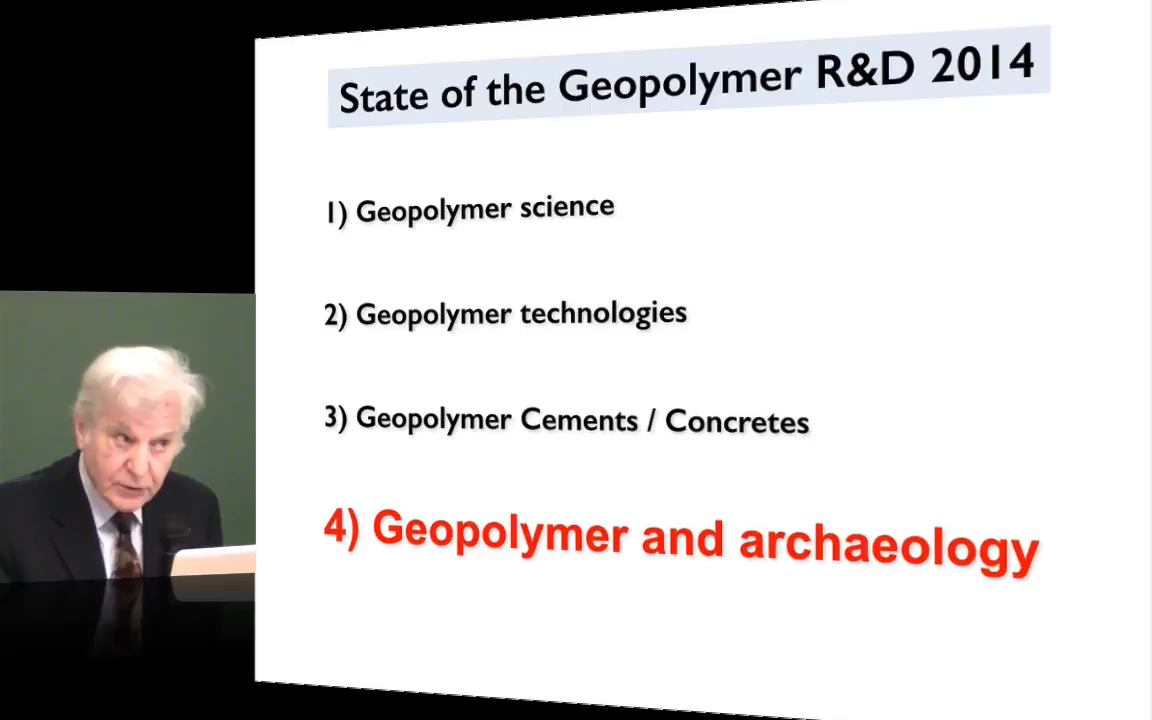 State of the Geopolymer R&D 2014
1) Geopolymer science
2) Geopolymer technologies
3) Geopolymer Cements / Concretes
4) Geopolymer and archaeology